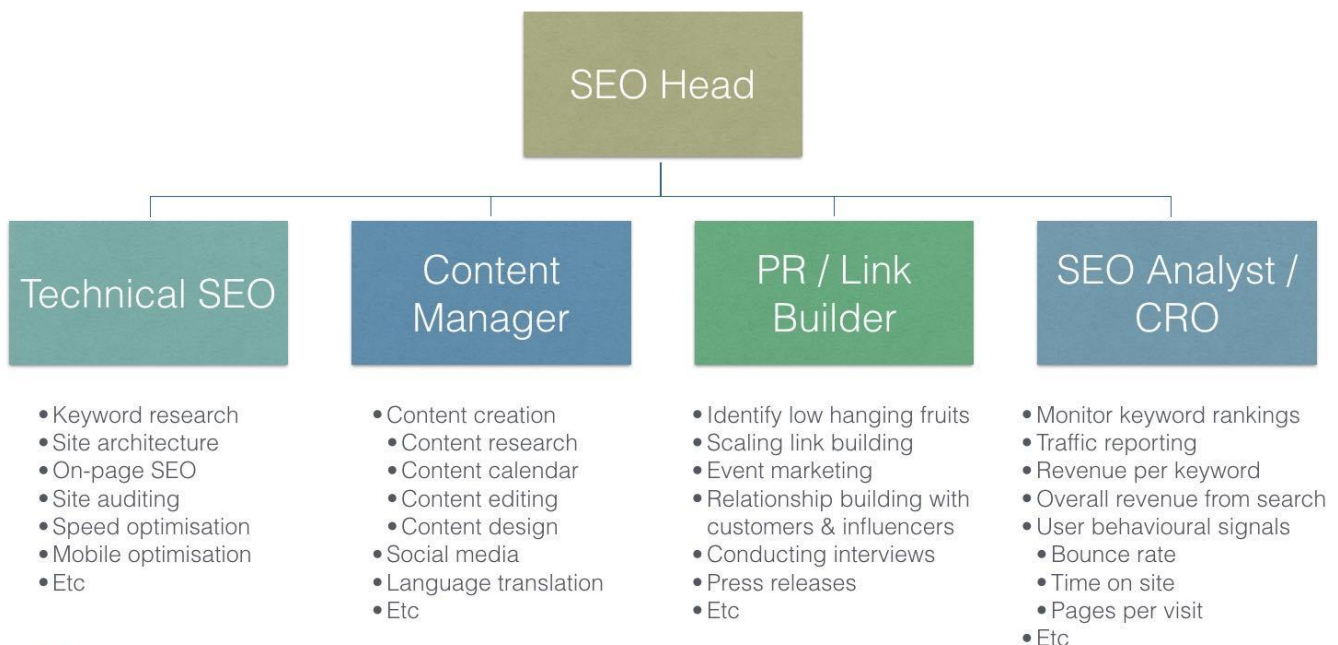 SEO Head
Technical SEO
• Keyword research
• Site architecture
• On-page SEO
• Site auditing
• Speed optimisation
• Mobile optimisation
• Etc
Content
Manager
• Content creation
• Content research
• Content calendar
• Content editing
• Content design
• Social media
• Language translation
• Etc
PR / Link
Builder
• Identify low hanging fruits
• Scaling link building
• Event marketing
• Relationship building with
customers & influencers
• Conducting interviews
• Press releases
• Etc
SEO Analyst /
CRO
• Monitor keyword rankings
• Traffic reporting
• Revenue per keyword
• Overall revenue from search
• User behavioural signals
• Bounce rate
• Time on site
• Pages per visit
• Etc